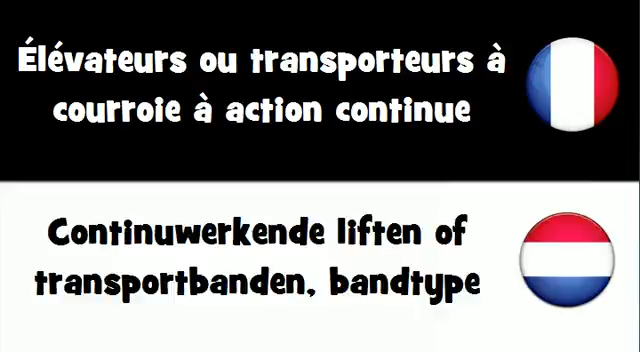 Élévateurs ou transporteurs à
courroie à action continue
Continuwerkende liften of
transportbanden, bandtype